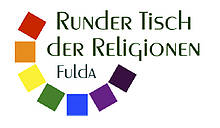 Runder Tisch
der Religionen
Fulda